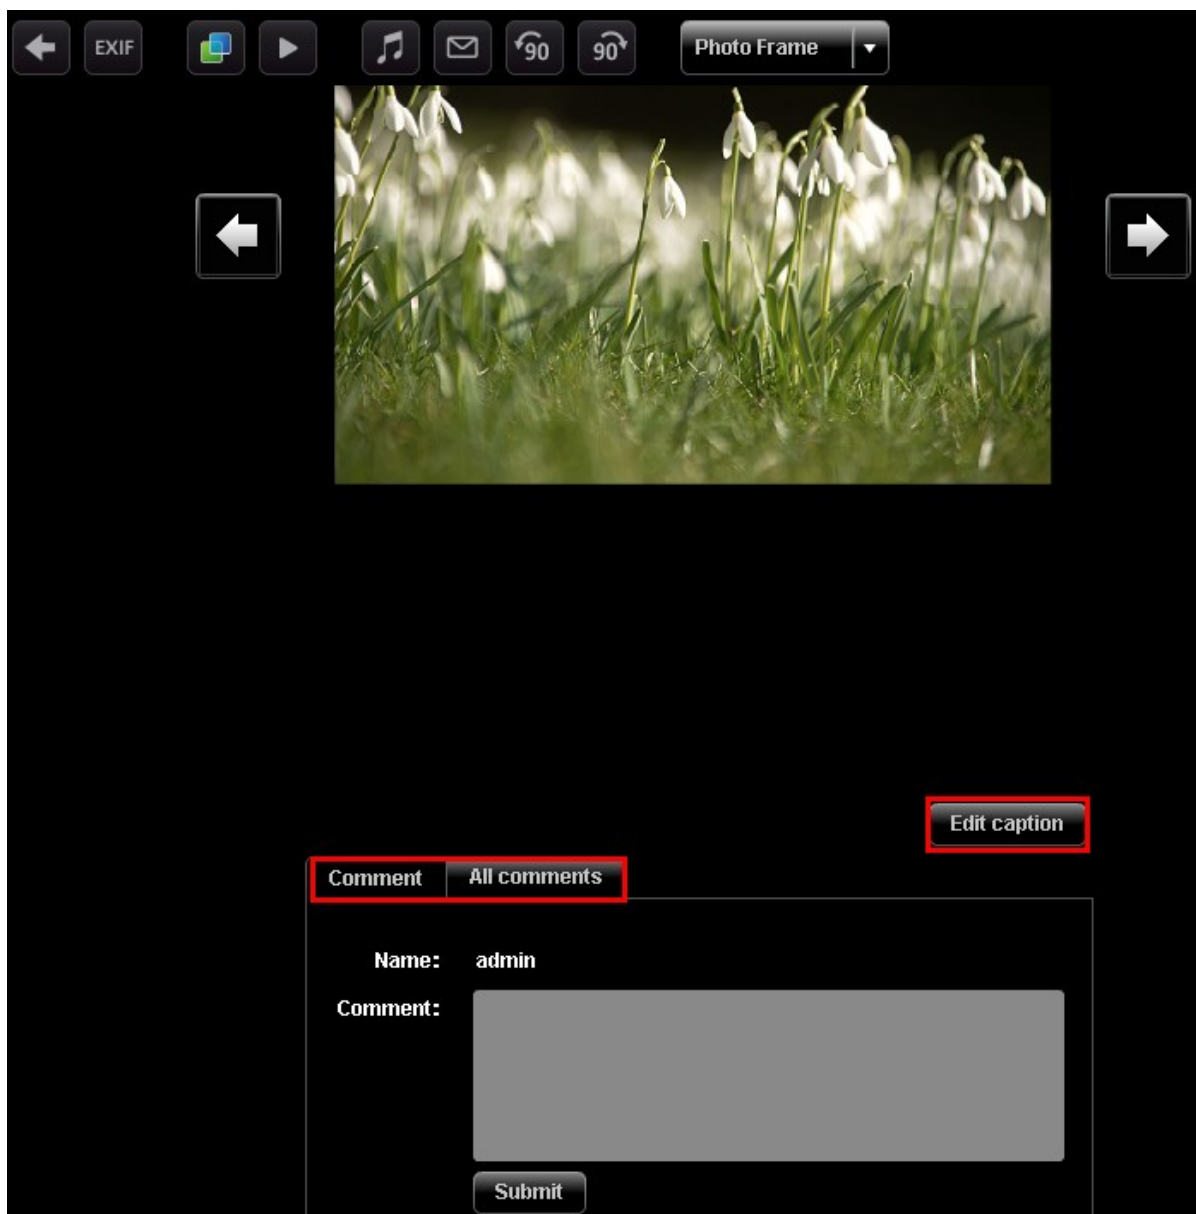 EXIF 90 90 Photo Frame
Edit caption
Comment All comments
Name: admin
Comment:
Submit